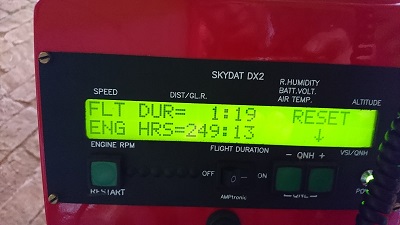 SKYDAT DX2
SPEED
DIST/GL.R.
R.HUMIDITY
BATT.VOLT.
AIR TEMP.
ALTITUDE
FLT DUR= 1:19 RESET
ENG HRS=249:13 ↓
ENGINE RPM
FLIGHT DURATION
– QNH +
VSI/QNH
RESTART
OFF
ON
AMPtronic